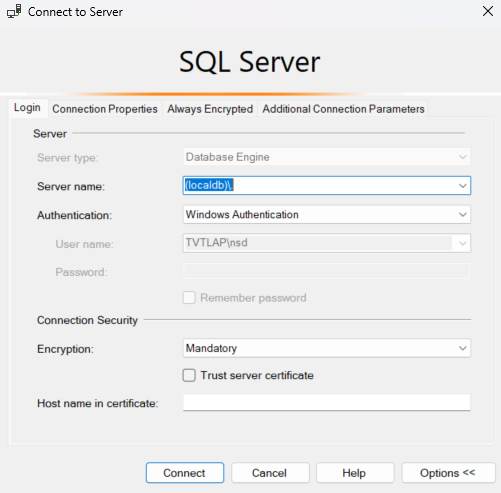 Connect to Server
SQL Server
Login Connection Properties Always Encrypted Additional Connection Parameters
Server
Server type: Database Engine
Server name: (localdb)\.
Authentication: Windows Authentication
User name: TVTLAP\nsd
Password:
Remember password
Connection Security
Encryption: Mandatory
Trust server certificate
Host name in certificate:
Connect Cancel Help Options <<